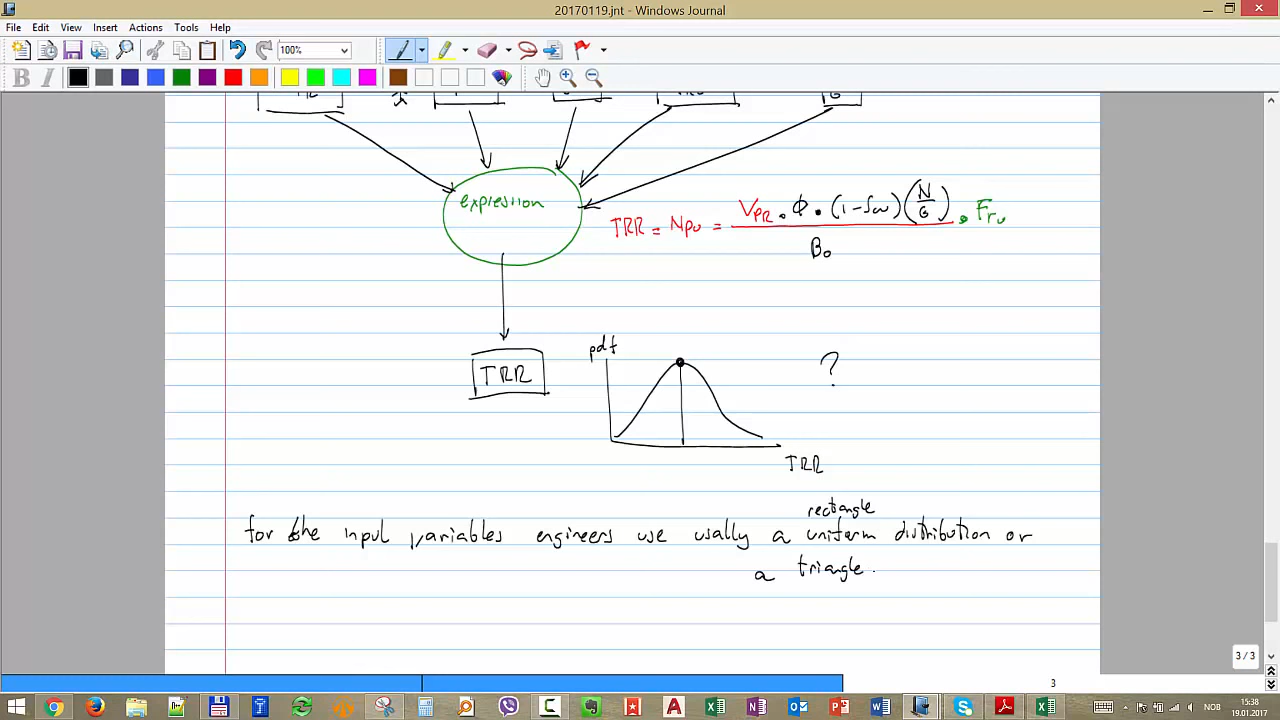 20170119.jnt - Windows Journal
File Edit View Insert Actions Tools Help
100%
B I
expression
TRR = Npu = VpR . Φ . (1-Sw) (N/G) . Fru
Bo
pdf
TRR
?
TRR
rectangle
for the input variables engineers use usally a uniform distribution or
a triangle.
3/3
3
NOB
15:38
19.01.2017